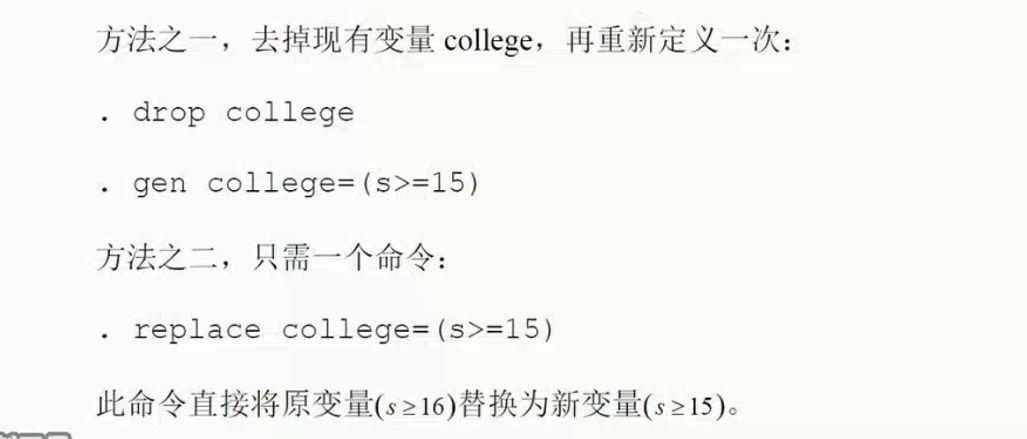 方法之一，去掉现有变量 college，再重新定义一次：
. drop college
. gen college=(s>=15)
方法之二，只需一个命令：
. replace college=(s>=15)
此命令直接将原变量(s≥16)替换为新变量(s≥15)。